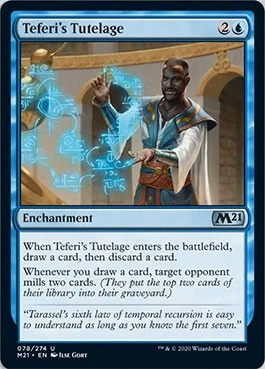 Teferi's Tutelage 2
Enchantment M21
When Teferi's Tutelage enters the battlefield,
draw a card, then discard a card.
Whenever you draw a card, target opponent
mills two cards. (They put the top two cards of
their library into their graveyard.)
"Tarassel's sixth law of temporal recursion is easy
to understand as long as you know the first seven."
078/274 U
M21 • EN ILSE GORT
™ & © 2020 Wizards of the Coast